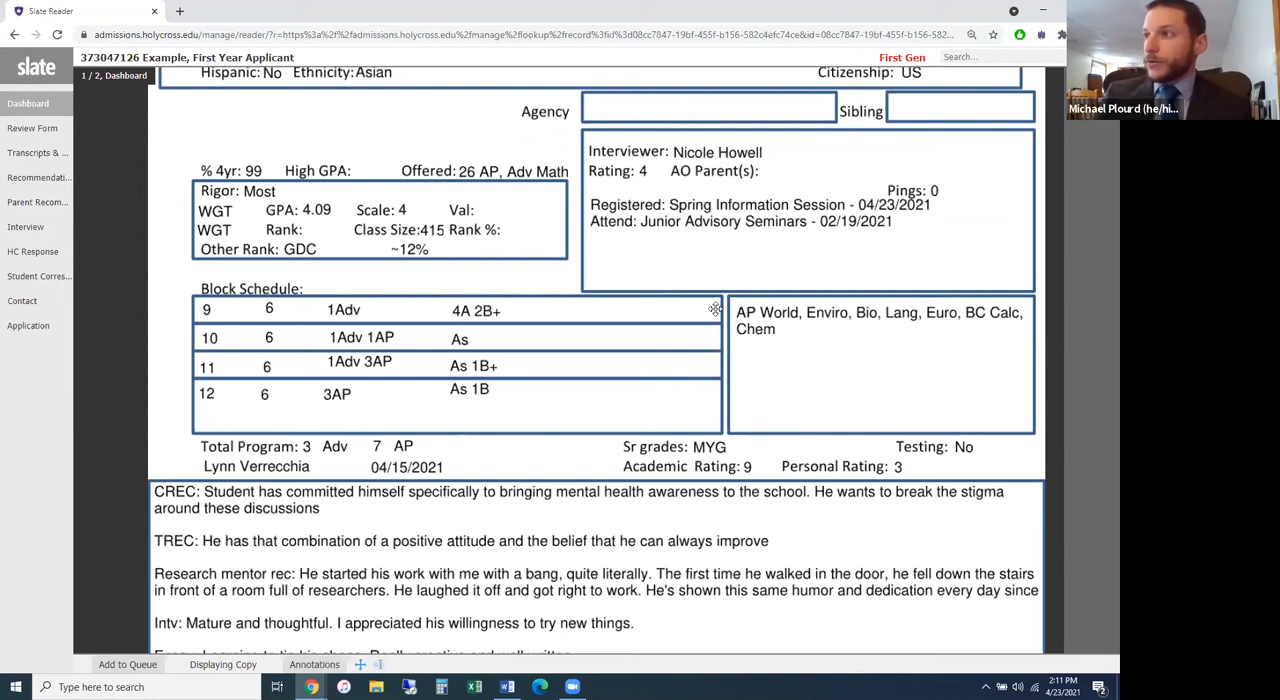 Slate Reader
admissions.holycross.edu/manage/reader/?r=https%3a%2f%2fadmissions.holycross.edu%2fmanage%2flookup%2frecord%3fid%3d08cc7847-19bf-455f-b156-582c4efc74ce&id=08cc7847-19bf-455f-b156-582...
slate
373047126 Example, First Year Applicant
First Gen
Search...
1 / 2, Dashboard
Dashboard
Review Form
Transcripts & ...
Recommendati...
Parent Recom...
Interview
HC Response
Student Corres...
Contact
Application
Hispanic: No Ethnicity: Asian
Citizenship: US
Agency
Sibling
% 4yr: 99 High GPA: Offered: 26 AP, Adv Math
Rigor: Most
WGT GPA: 4.09 Scale: 4 Val:
WGT Rank: Class Size: 415 Rank %:
Other Rank: GDC ~12%
Interviewer: Nicole Howell
Rating: 4 AO Parent(s):
Pings: 0
Registered: Spring Information Session - 04/23/2021
Attend: Junior Advisory Seminars - 02/19/2021
Block Schedule:
9 6 1Adv 4A 2B+
10 6 1Adv 1AP As
11 6 1Adv 3AP As 1B+
12 6 3AP As 1B
AP World, Enviro, Bio, Lang, Euro, BC Calc,
Chem
Total Program: 3 Adv 7 AP
Sr grades: MYG
Testing: No
Lynn Verrecchia 04/15/2021
Academic Rating: 9 Personal Rating: 3
CREC: Student has committed himself specifically to bringing mental health awareness to the school. He wants to break the stigma
around these discussions
TREC: He has that combination of a positive attitude and the belief that he can always improve
Research mentor rec: He started his work with me with a bang, quite literally. The first time he walked in the door, he fell down the stairs
in front of a room full of researchers. He laughed it off and got right to work. He's shown this same humor and dedication every day since
Intv: Mature and thoughtful. I appreciated his willingness to try new things.
Add to Queue
Displaying Copy
Annotations
Michael Plourd (he/hi...
Type here to search
2:11 PM
4/23/2021
2